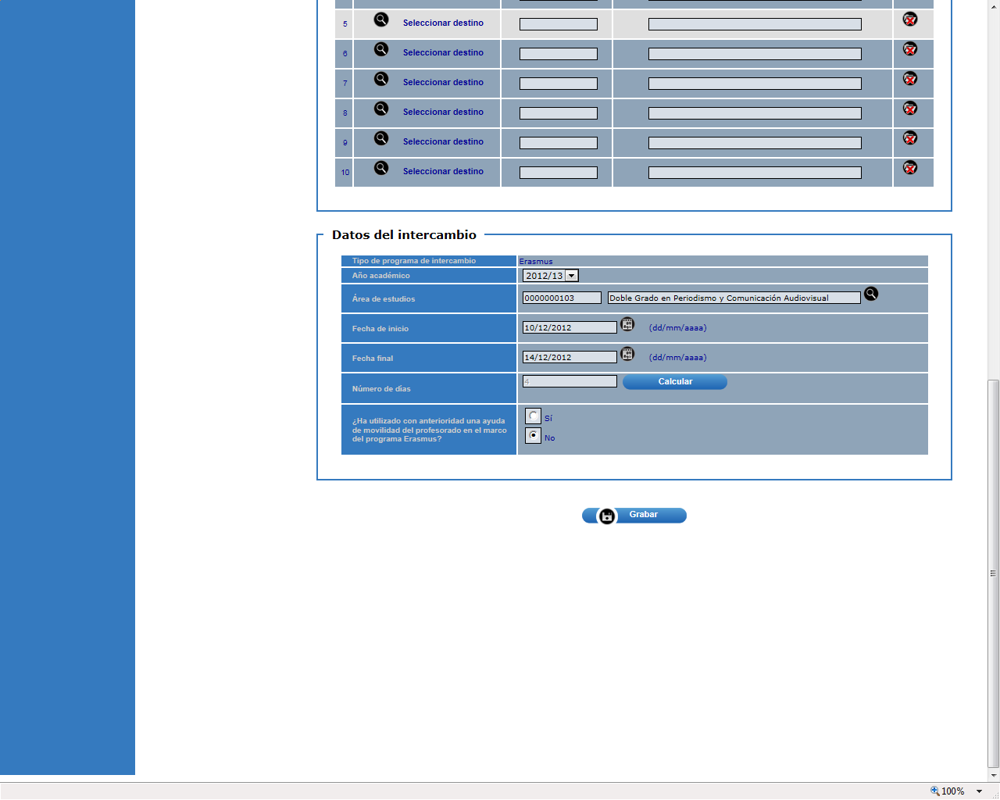 5 Seleccionar destino
6 Seleccionar destino
7 Seleccionar destino
8 Seleccionar destino
9 Seleccionar destino
10 Seleccionar destino
Datos del intercambio
Tipo de programa de intercambio Erasmus
Año académico 2012/13
Área de estudios 0000000103 Doble Grado en Periodismo y Comunicación Audiovisual
Fecha de inicio 10/12/2012 (dd/mm/aaaa)
Fecha final 14/12/2012 (dd/mm/aaaa)
Número de días 4 Calcular
¿Ha utilizado con anterioridad una ayuda
de movilidad del profesorado en el marco
del programa Erasmus?
Sí
No
Grabar
100%